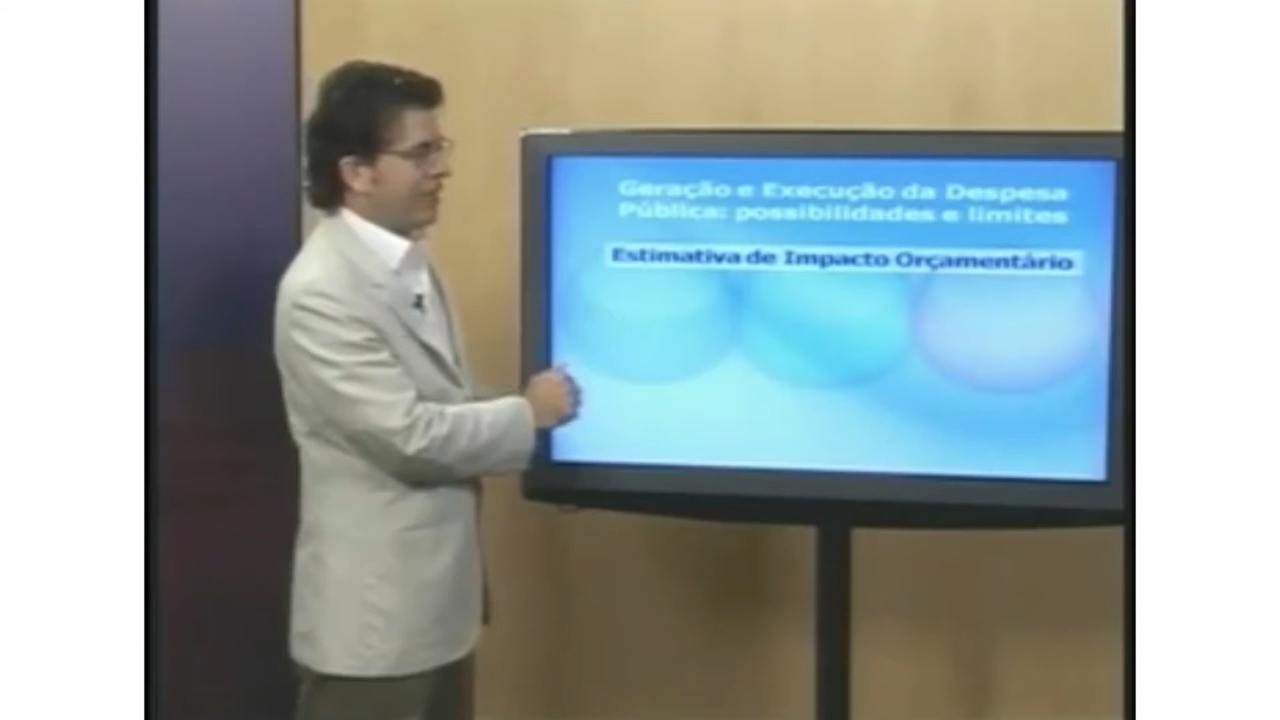 Geração e Execução da Despesa
Pública: possibilidades e limites
Estimativa de Impacto Orçamentário